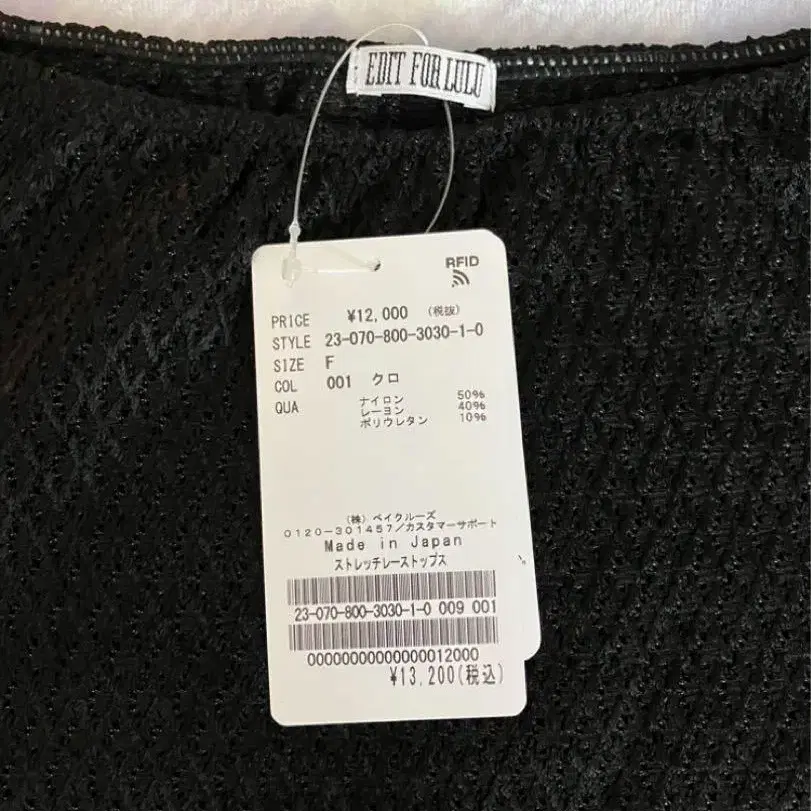 EDIT FOR LULU
RFID
PRICE ¥12,000 (税抜)
STYLE 23-070-800-3030-1-0
SIZE F
COL 001 クロ
QUA ナイロン 50%
レーヨン 40%
ポリウレタン 10%
(株) ベイクルーズ
0120-301457/カスタマーサポート
Made in Japan
ストレッチレーストップス
23-070-800-3030-1-0 009 001
00000000000000012000
¥13,200(税込)